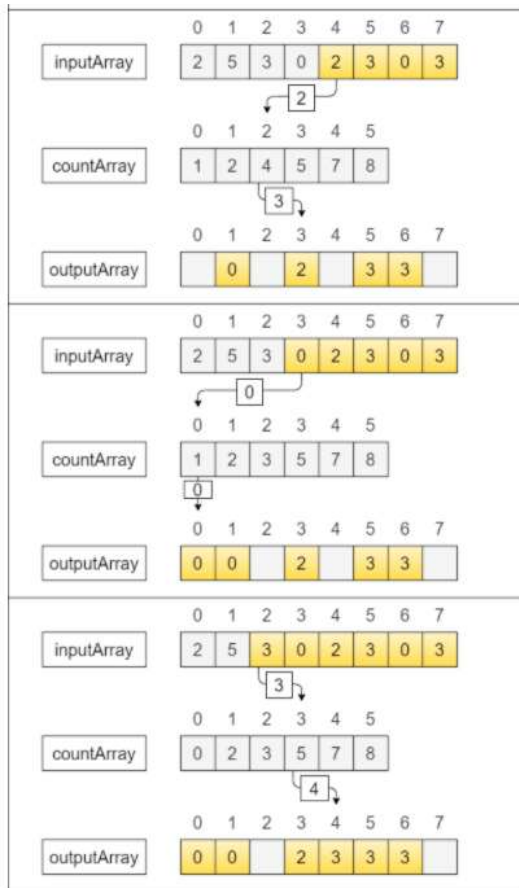 0 1 2 3 4 5 6 7
inputArray 2 5 3 0 2 3 0 3
2
0 1 2 3 4 5
countArray 1 2 4 5 7 8
3
0 1 2 3 4 5 6 7
outputArray 0 2 3 3
0 1 2 3 4 5 6 7
inputArray 2 5 3 0 2 3 0 3
0
0 1 2 3 4 5
countArray 1 2 3 5 7 8
0
0 1 2 3 4 5 6 7
outputArray 0 0 2 3 3
0 1 2 3 4 5 6 7
inputArray 2 5 3 0 2 3 0 3
3
0 1 2 3 4 5
countArray 0 2 3 5 7 8
4
0 1 2 3 4 5 6 7
outputArray 0 0 2 3 3 3